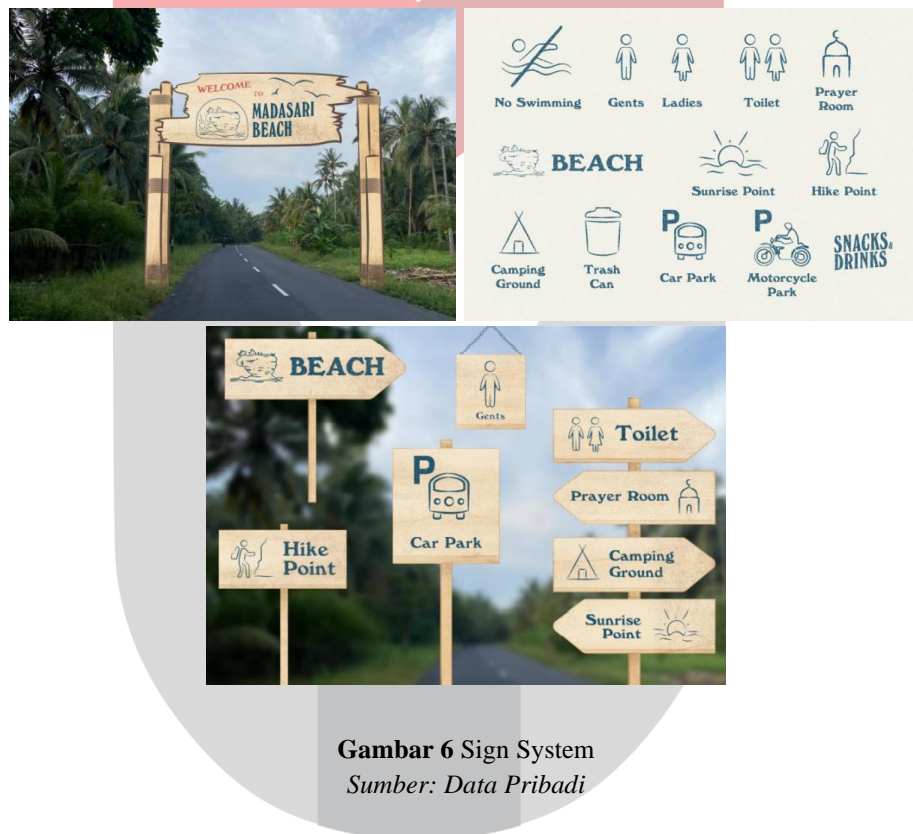 WELCOME
TO
MADASARI
BEACH
No Swimming
Gents
Ladies
Toilet
Prayer
Room
BEACH
Sunrise Point
Hike Point
Camping
Ground
Trash
Can
P
Car Park
P
Motorcycle
Park
SNACKS &
DRINKS
BEACH
Gents
Toilet
P
Car Park
Prayer Room
Hike
Point
Camping
Ground
Sunrise
Point
Gambar 6 Sign System
Sumber: Data Pribadi